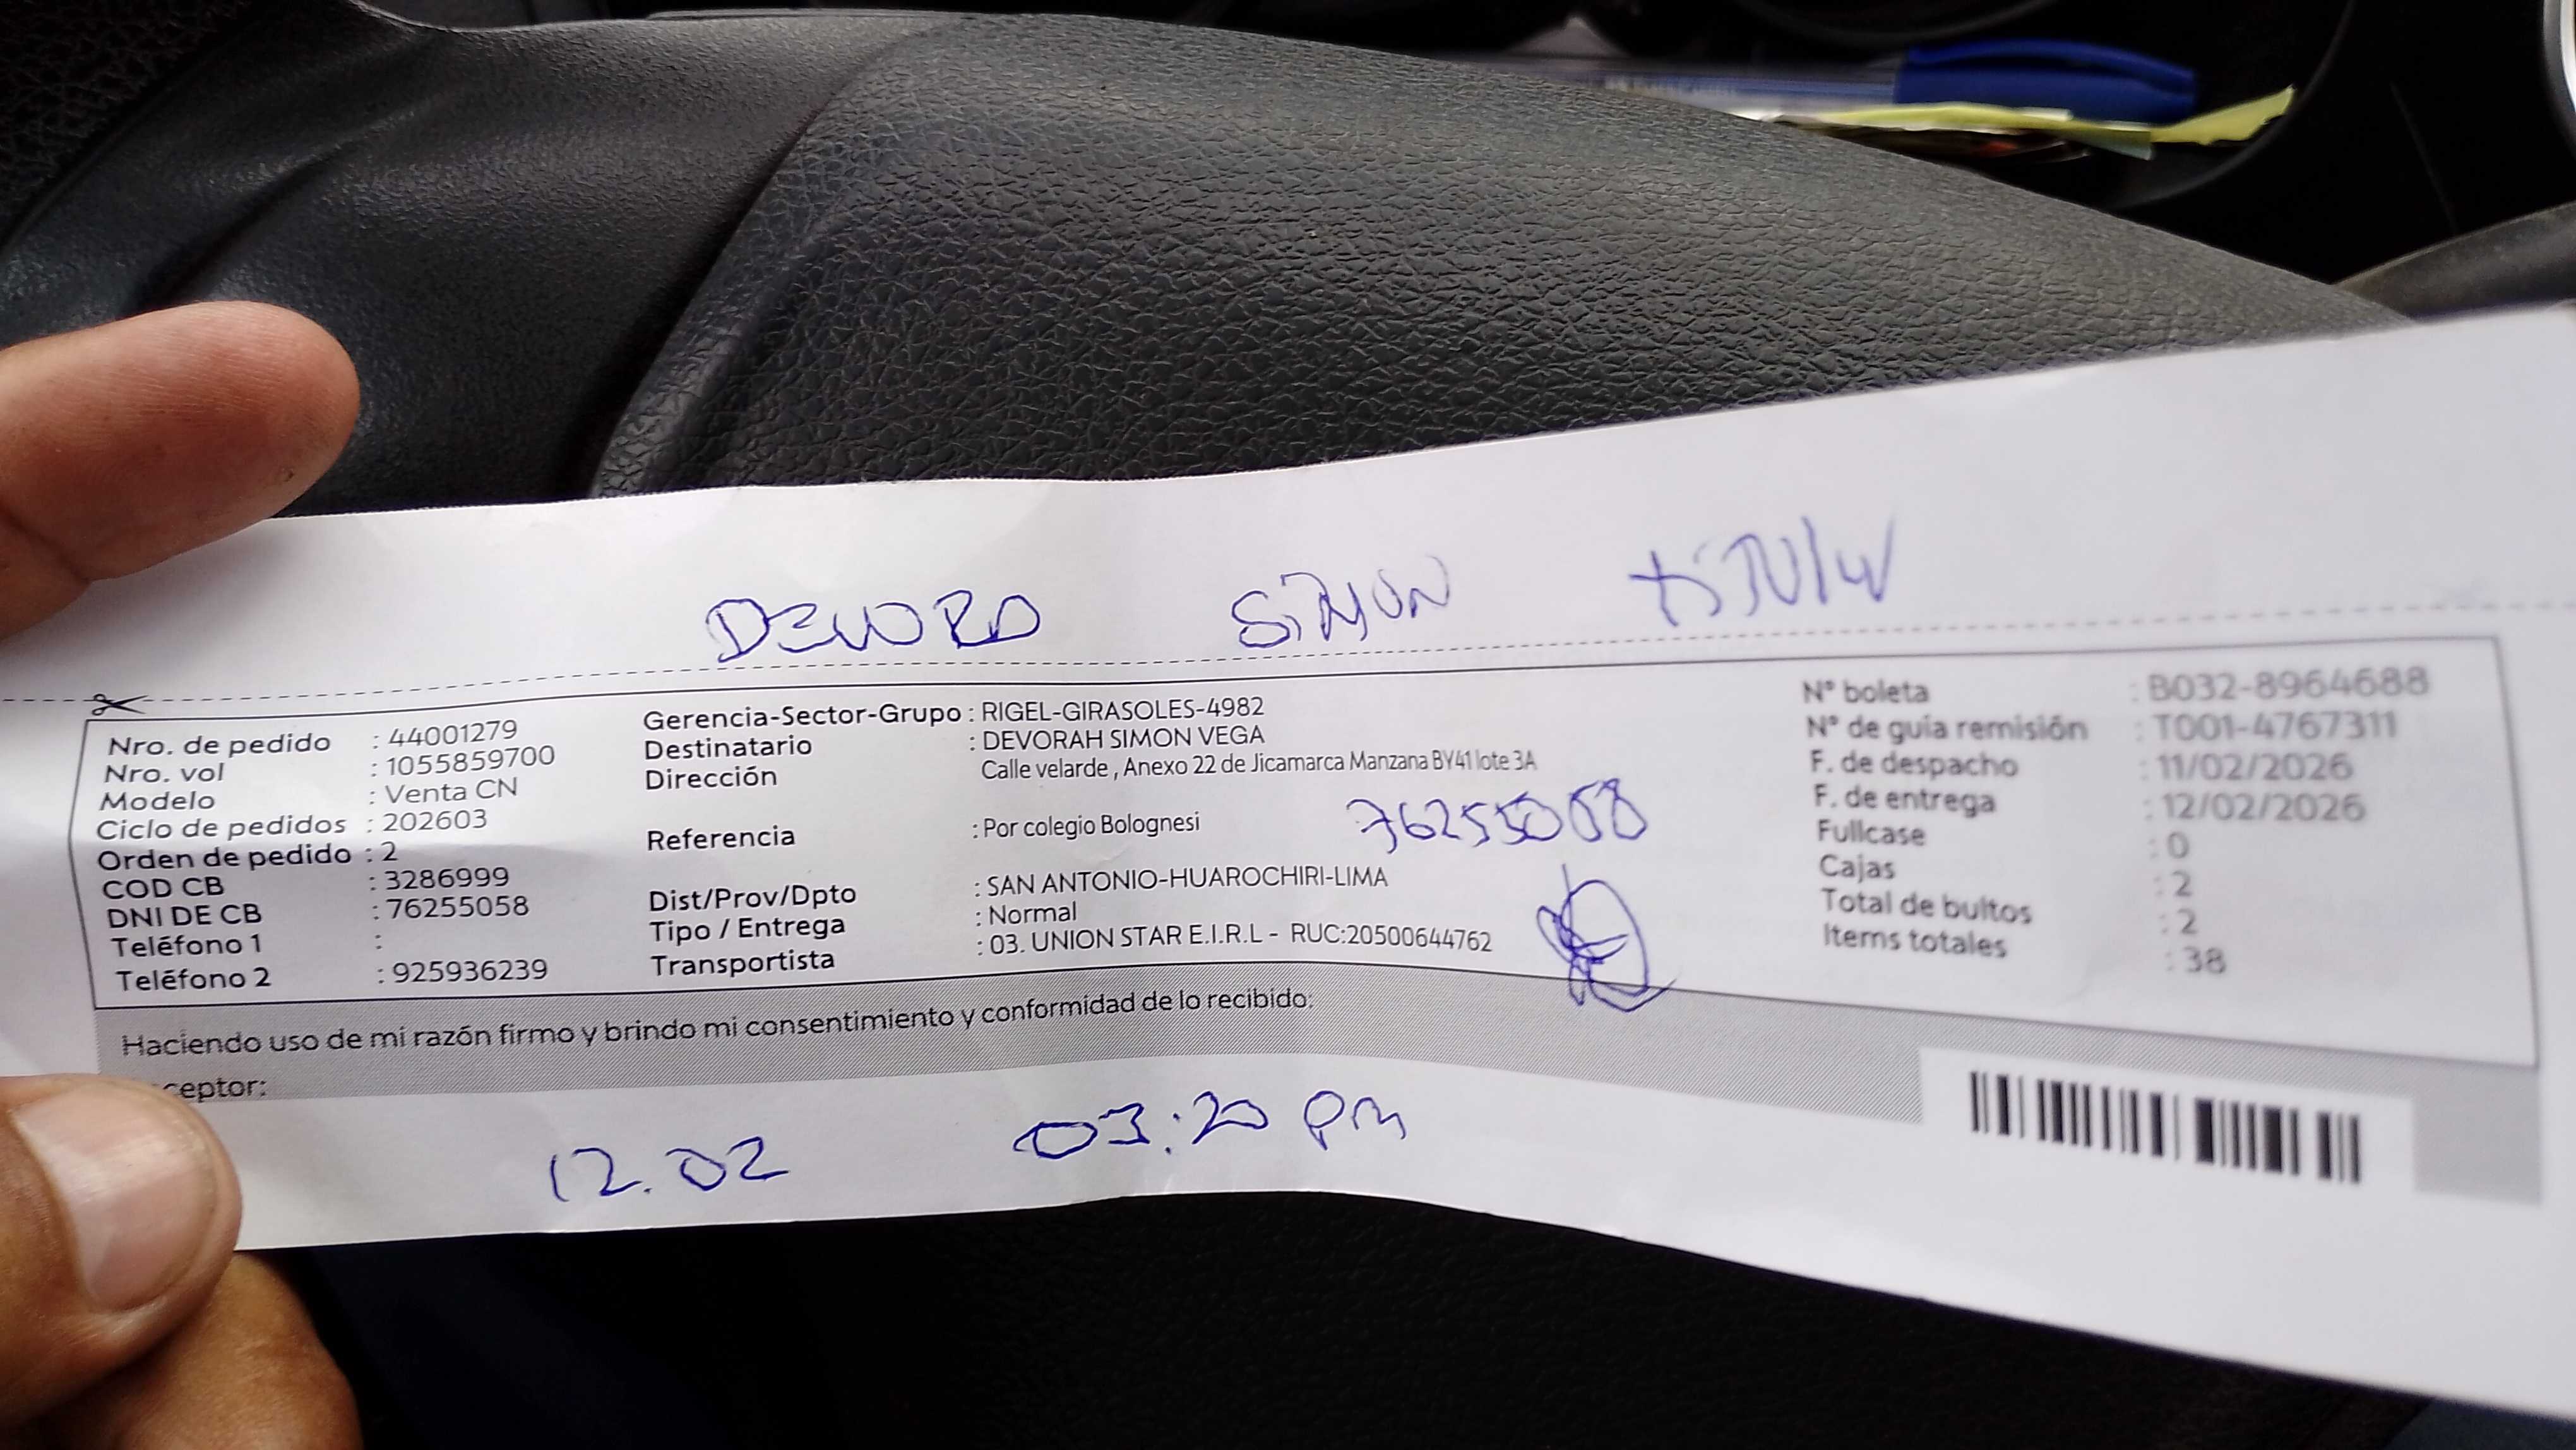 DEVORA SIMON titular
Nro. de pedido : 44001279
Nro. vol : 1055859700
Modelo : Venta CN
Ciclo de pedidos : 202603
Orden de pedido : 2
COD CB : 3286999
DNI DE CB : 76255058
Teléfono 1 :
Teléfono 2 : 925936239
Gerencia-Sector-Grupo : RIGEL-GIRASOLES-4982
Destinatario : DEVORAH SIMON VEGA
Dirección Calle velarde , Anexo 22 de Jicamarca Manzana BY41 lote 3A
Referencia : Por colegio Bolognesi
76255058
Dist/Prov/Dpto : SAN ANTONIO-HUAROCHIRI-LIMA
Tipo / Entrega : Normal
Transportista : 03. UNION STAR E.I.R.L - RUC:20500644762
N° boleta : B032-8964688
N° de guía remisión : T001-4767311
F. de despacho : 11/02/2026
F. de entrega : 12/02/2026
Fullcase : 0
Cajas : 2
Total de bultos : 2
Items totales : 38
Haciendo uso de mi razón firmo y brindo mi consentimiento y conformidad de lo recibido:
ceptor:
12.02 03:20 pm